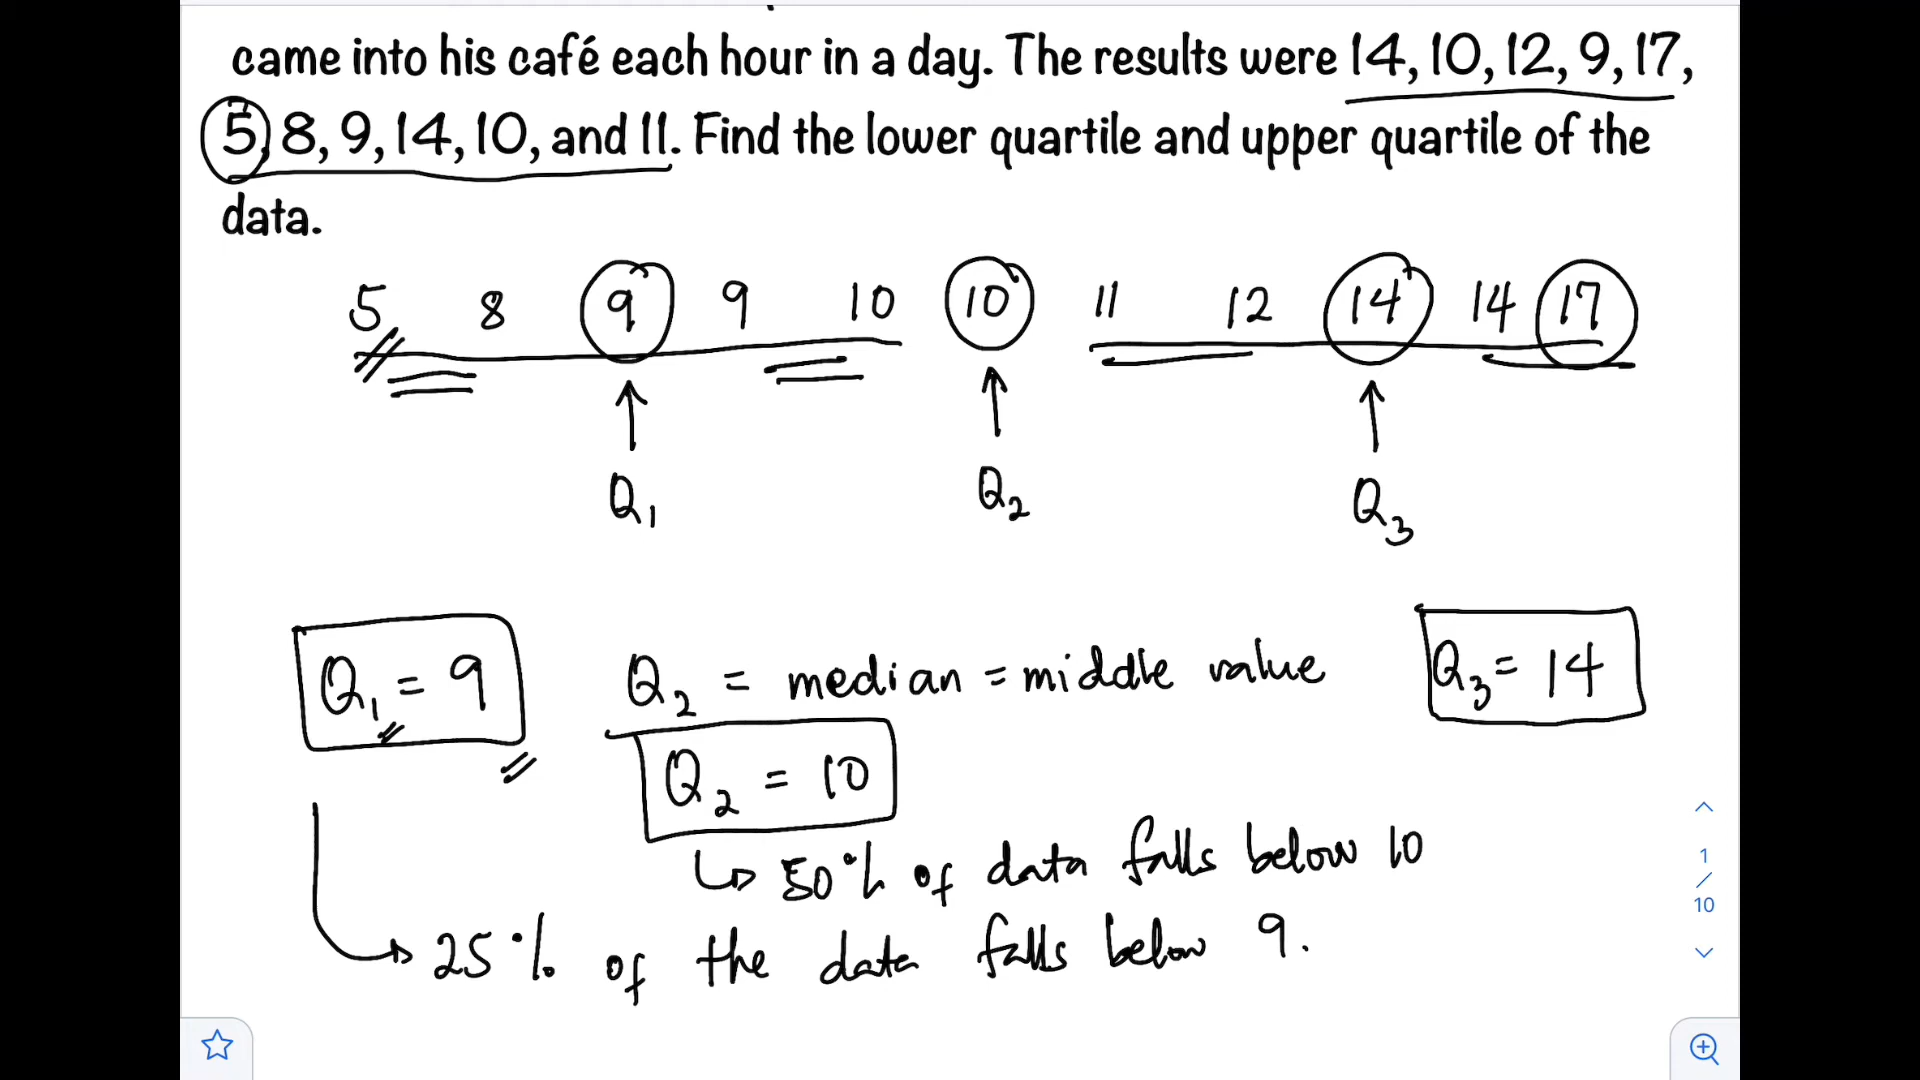 came into his café each hour in a day. The results were 14, 10, 12, 9, 17,
5, 8, 9, 14, 10, and 11. Find the lower quartile and upper quartile of the
data.
5 8 9 9 10 10 11 12 14 14 17
Q1 Q2 Q3
Q1 = 9 Q2 = median = middle value Q3 = 14
Q2 = 10
↳ 50% of data falls below 10
↳ 25% of the data falls below 9.
1
/
10